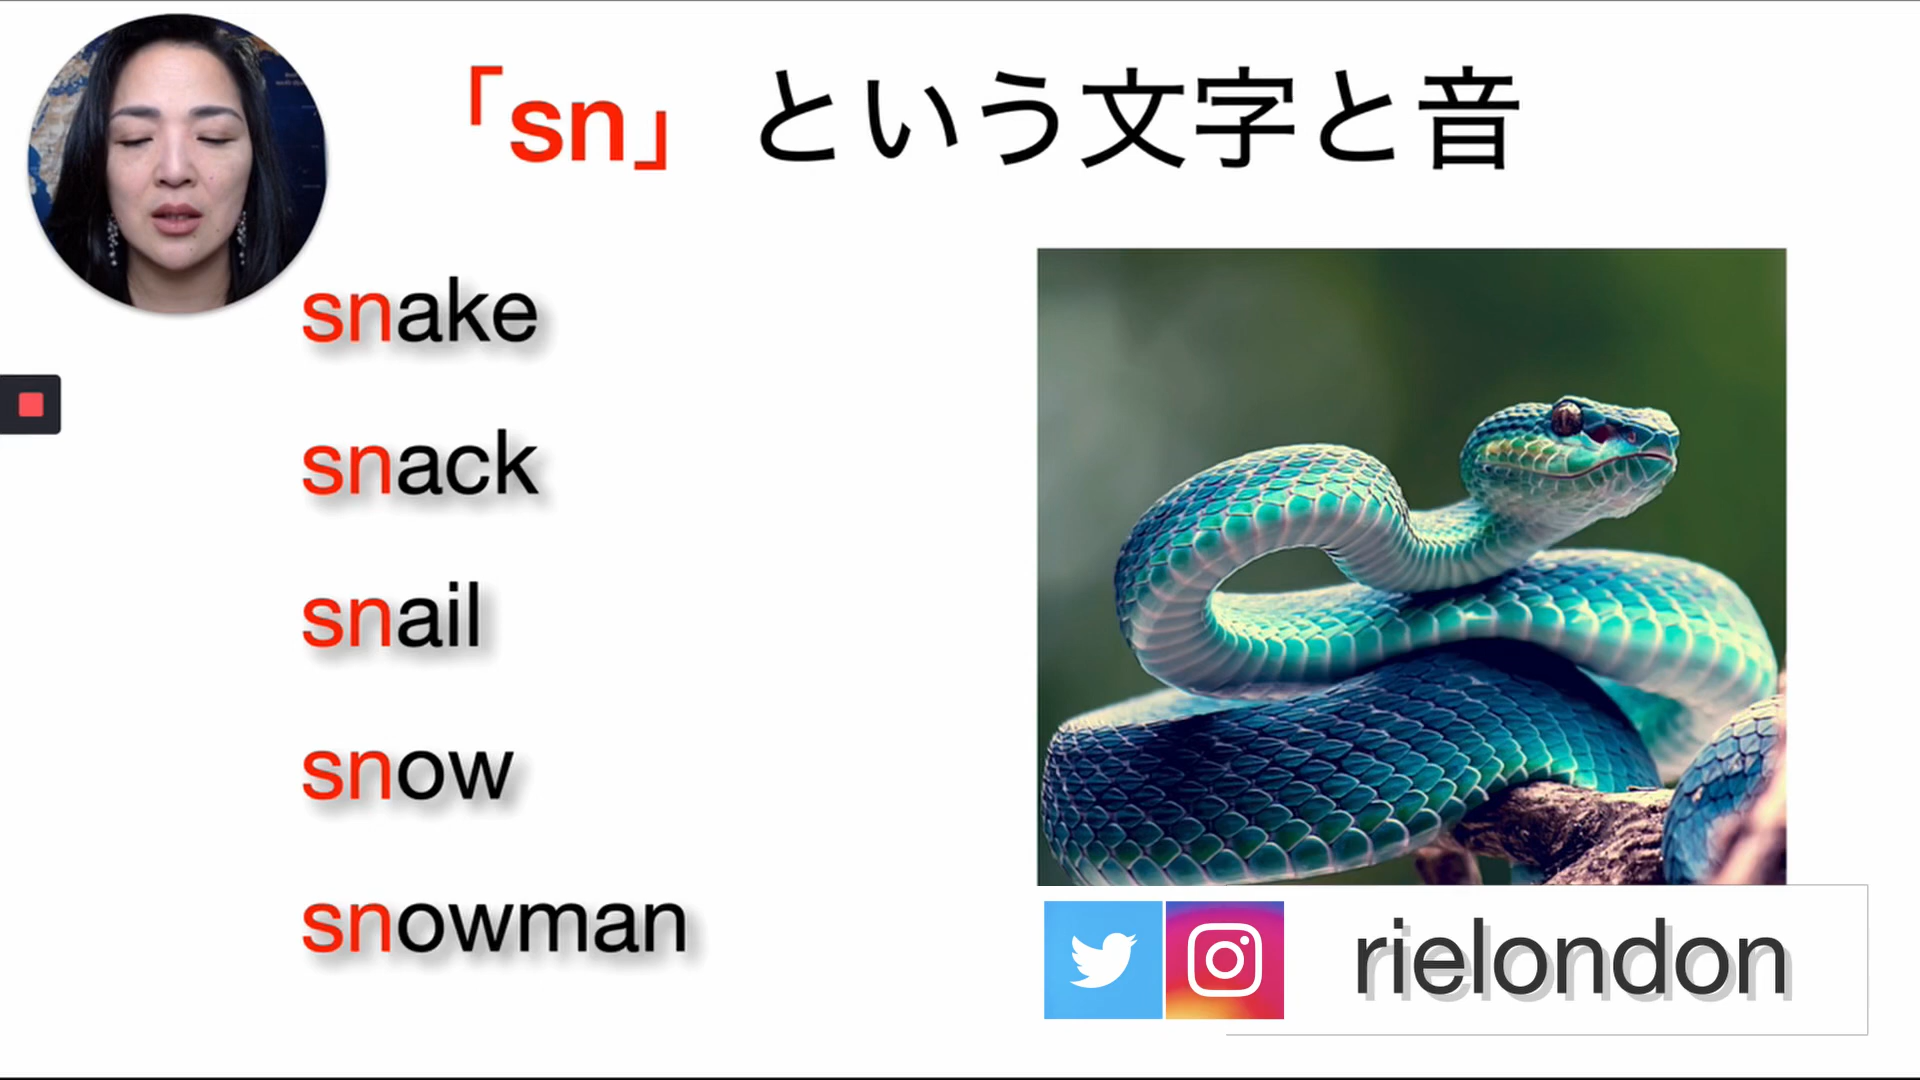 「sn」 という文字と音
snake
snack
snail
snow
snowman
rielondon